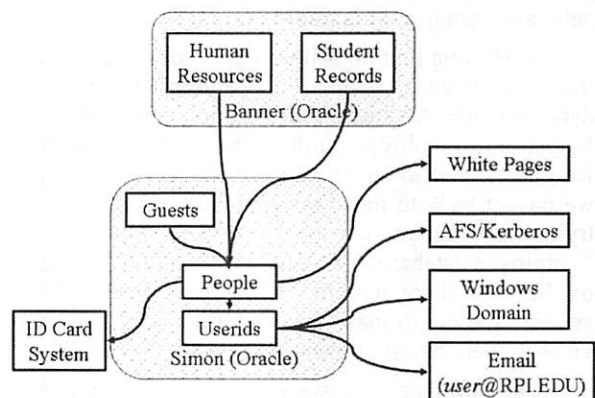 Human
Resources
Student
Records
Banner (Oracle)
White Pages
Guests
AFS/Kerberos
People
Windows
Domain
ID Card
System
Userids
Simon (Oracle)
Email
(user@RPI.EDU)